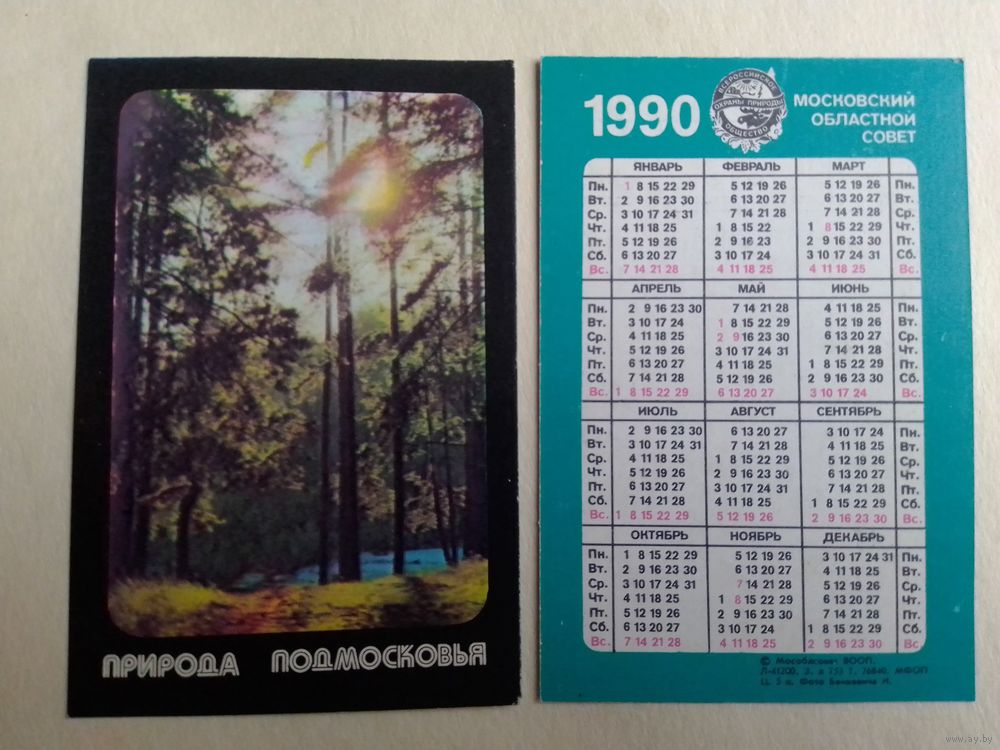 ПРИРОДА ПОДМОСКОВЬЯ
1990
ВСЕРОССИЙСКОЕ
ОХРАНЫ ПРИРОДЫ
ОБЩЕСТВО
МОСКОВСКИЙ
ОБЛАСТНОЙ
СОВЕТ
ЯНВАРЬ ФЕВРАЛЬ МАРТ
Пн. 1 8 15 22 29 5 12 19 26 5 12 19 26 Пн.
Вт. 2 9 16 23 30 6 13 20 27 6 13 20 27 Вт.
Ср. 3 10 17 24 31 7 14 21 28 7 14 21 28 Ср.
Чт. 4 11 18 25 1 8 15 22 1 8 15 22 29 Чт.
Пт. 5 12 19 26 2 9 16 23 2 9 16 23 30 Пт.
Сб. 6 13 20 27 3 10 17 24 3 10 17 24 31 Сб.
Вс. 7 14 21 28 4 11 18 25 4 11 18 25 Вс.
АПРЕЛЬ МАЙ ИЮНЬ
Пн. 2 9 16 23 30 7 14 21 28 4 11 18 25 Пн.
Вт. 3 10 17 24 1 8 15 22 29 5 12 19 26 Вт.
Ср. 4 11 18 25 2 9 16 23 30 6 13 20 27 Ср.
Чт. 5 12 19 26 3 10 17 24 31 7 14 21 28 Чт.
Пт. 6 13 20 27 4 11 18 25 1 8 15 22 29 Пт.
Сб. 7 14 21 28 5 12 19 26 2 9 16 23 30 Сб.
Вс. 1 8 15 22 29 6 13 20 27 3 10 17 24 Вс.
ИЮЛЬ АВГУСТ СЕНТЯБРЬ
Пн. 2 9 16 23 30 6 13 20 27 3 10 17 24 Пн.
Вт. 3 10 17 24 31 7 14 21 28 4 11 18 25 Вт.
Ср. 4 11 18 25 1 8 15 22 29 5 12 19 26 Ср.
Чт. 5 12 19 26 2 9 16 23 30 6 13 20 27 Чт.
Пт. 6 13 20 27 3 10 17 24 31 7 14 21 28 Пт.
Сб. 7 14 21 28 4 11 18 25 1 8 15 22 29 Сб.
Вс. 1 8 15 22 29 5 12 19 26 2 9 16 23 30 Вс.
ОКТЯБРЬ НОЯБРЬ ДЕКАБРЬ
Пн. 1 8 15 22 29 5 12 19 26 3 10 17 24 31 Пн.
Вт. 2 9 16 23 30 6 13 20 27 4 11 18 25 Вт.
Ср. 3 10 17 24 31 7 14 21 28 5 12 19 26 Ср.
Чт. 4 11 18 25 1 8 15 22 29 6 13 20 27 Чт.
Пт. 5 12 19 26 2 9 16 23 30 7 14 21 28 Пт.
Сб. 6 13 20 27 3 10 17 24 1 8 15 22 29 Сб.
Вс. 7 14 21 28 4 11 18 25 2 9 16 23 30 Вс.
© Мособлсовет ВООП.
Л-41200, З. в 753 Т. МФОП
Ц. 5 к. Фото И.
www.ay.by